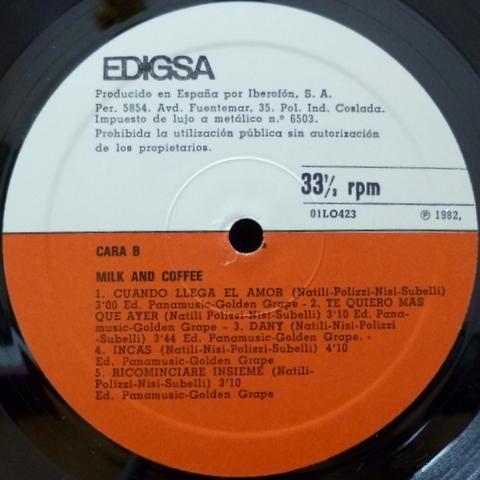 EDIGSA
Producido en España por Iberofón, S. A.
Per. 5854. Avd. Fuentemar, 35. Pol. Ind. Coslada.
Impuesto de lujo a metálico n.º 6503.
Prohibida la utilización pública sin autorización
de los propietarios.
33⅓ rpm
01L0423
℗ 1982,
CARA B
MILK AND COFFEE
1. CUANDO LLEGA EL AMOR (Natili-Polizzi-Nisi-Subelli)
3'00 Ed. Panamusic-Golden Grape - 2. TE QUIERO MAS
QUE AYER (Natili Polizzi-Nisi-Subelli) 3'10 Ed. Pana-
music-Golden Grape - 3. DANY (Natili-Polizzi-Nisi
-Subelli) 3'44 Ed. Panamusic-Golden Grape. -
4. INCAS (Natili-Polizzi-Nisi-Subelli) 4'10
Ed. Panamusic-Golden Grape
5. RICOMINCIARE INSIEME (Natili-
Polizzi-Nisi-Subelli) 3'10
Ed. Panamusic-Golden Grape